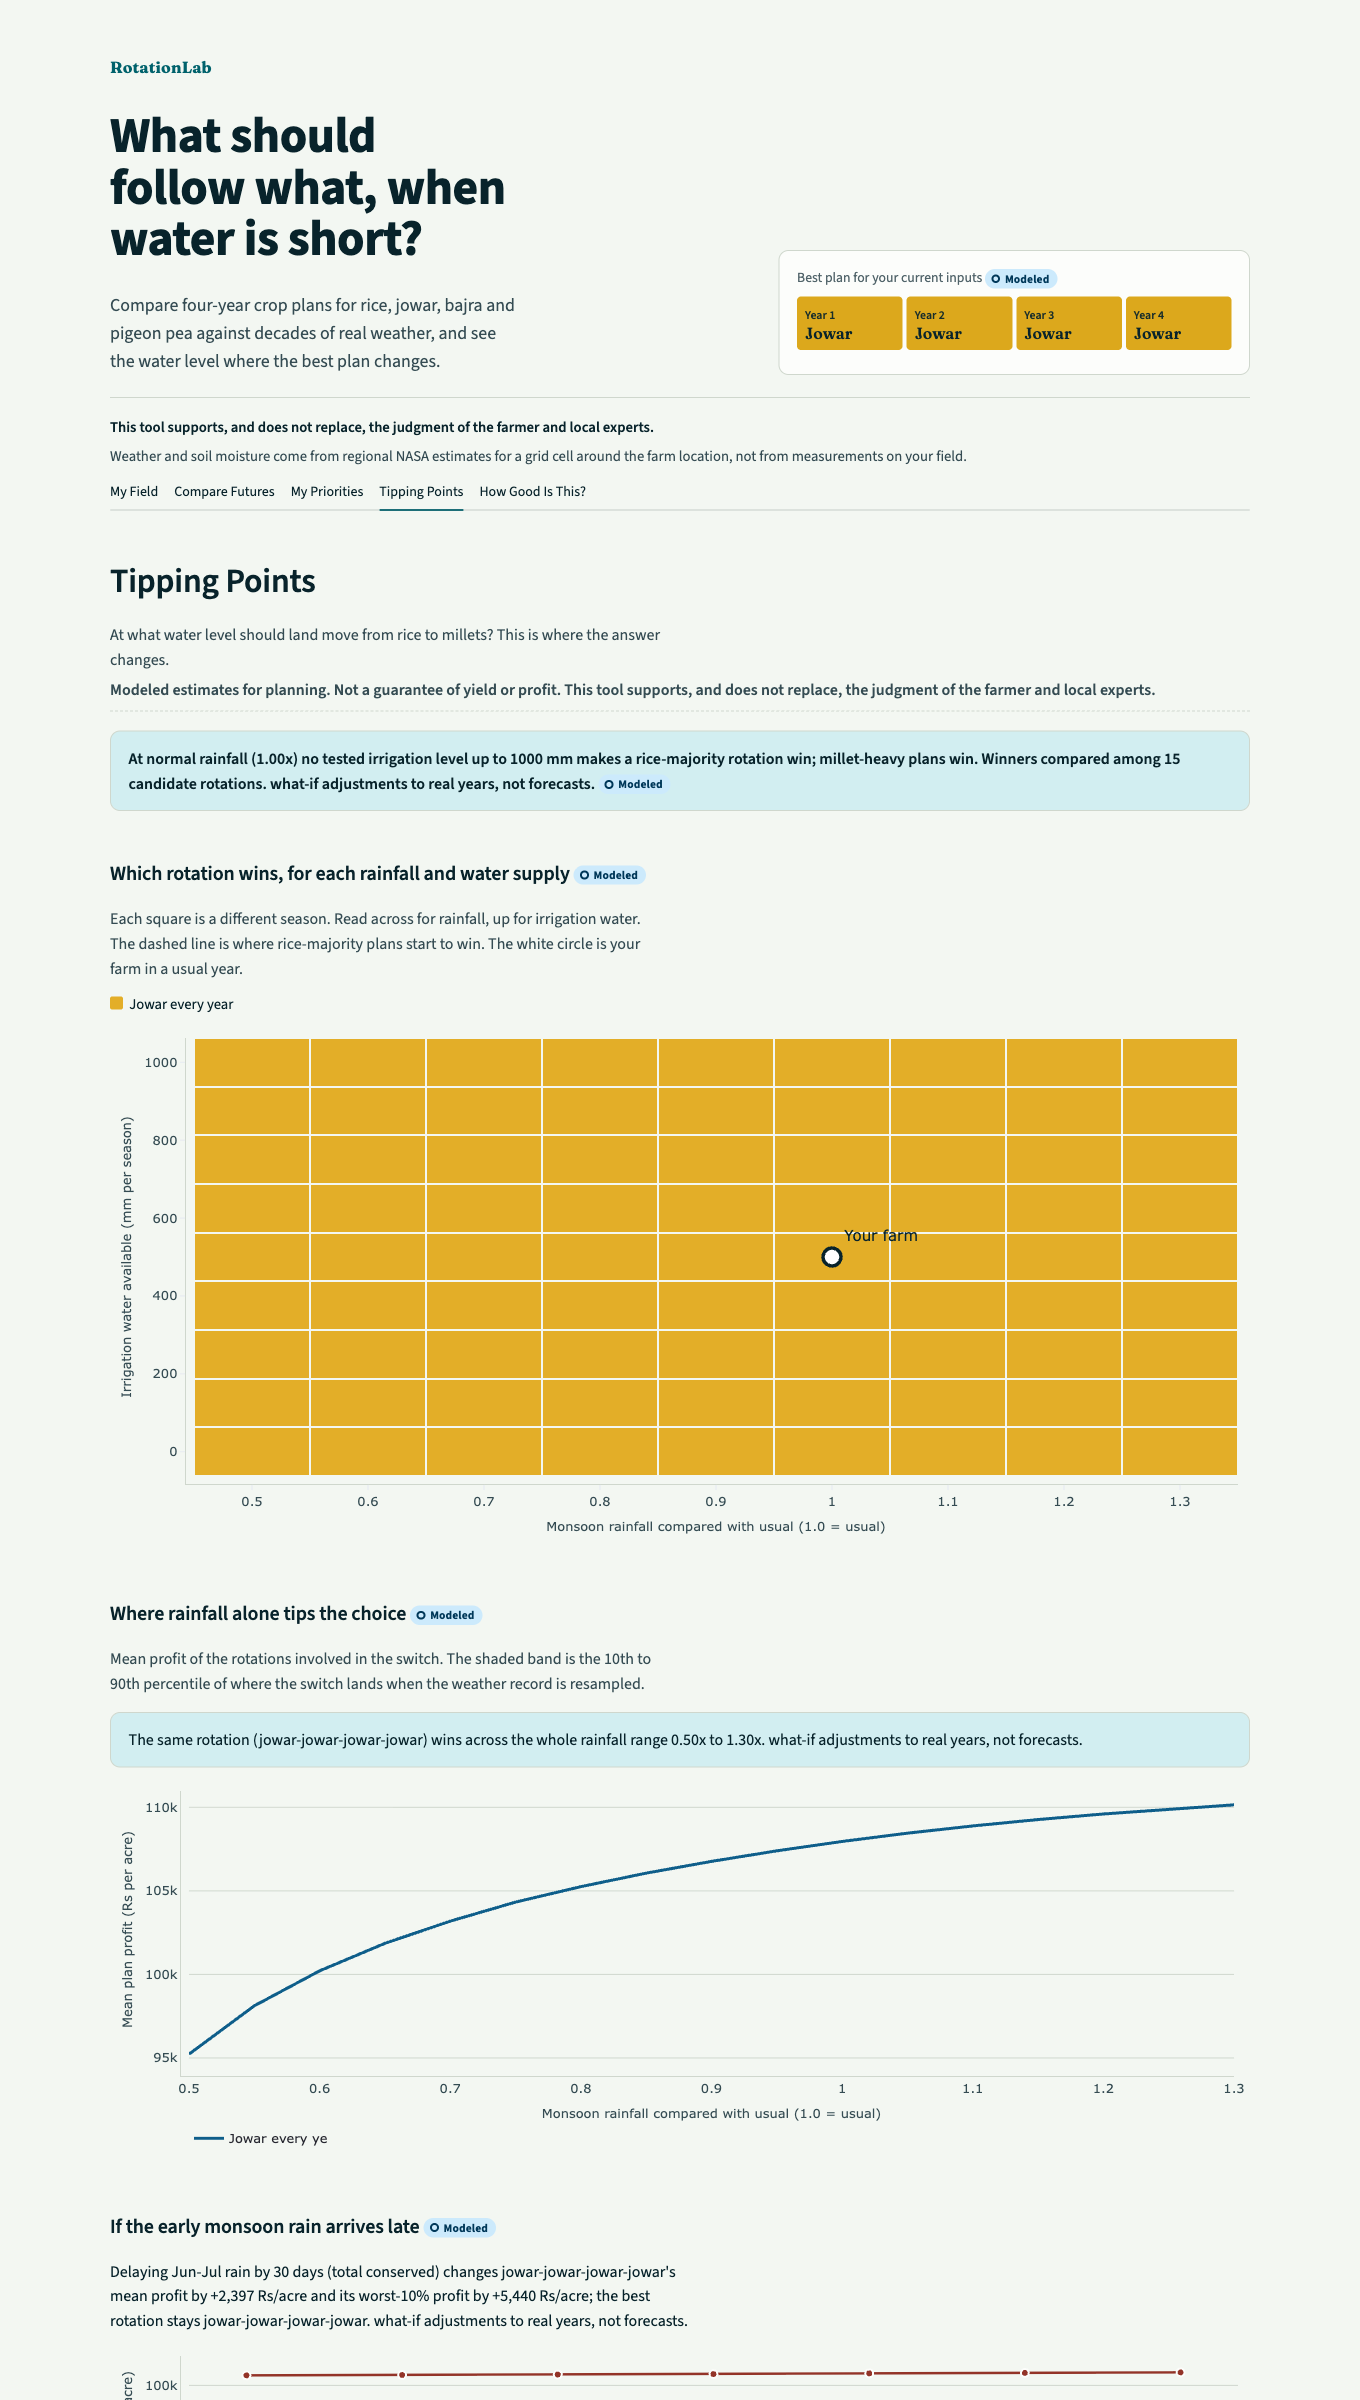 RotationLab
What should
follow what, when
water is short?
Compare four-year crop plans for rice, jowar, bajra and
pigeon pea against decades of real weather, and see
the water level where the best plan changes.
Best plan for your current inputs Modeled
Year 1 Year 2 Year 3 Year 4
Jowar Jowar Jowar Jowar
This tool supports, and does not replace, the judgment of the farmer and local experts.
Weather and soil moisture come from regional NASA estimates for a grid cell around the farm location, not from measurements on your field.
My Field Compare Futures My Priorities Tipping Points How Good Is This?
Tipping Points
At what water level should land move from rice to millets? This is where the answer
changes.
Modeled estimates for planning. Not a guarantee of yield or profit. This tool supports, and does not replace, the judgment of the farmer and local experts.
At normal rainfall (1.00x) no tested irrigation level up to 1000 mm makes a rice-majority rotation win; millet-heavy plans win. Winners compared among 15
candidate rotations. what-if adjustments to real years, not forecasts. Modeled
Which rotation wins, for each rainfall and water supply Modeled
Each square is a different season. Read across for rainfall, up for irrigation water.
The dashed line is where rice-majority plans start to win. The white circle is your
farm in a usual year.
Jowar every year
Irrigation water available (mm per season)
1000
800
600
400
200
0
Your farm
0.5 0.6 0.7 0.8 0.9 1 1.1 1.2 1.3
Monsoon rainfall compared with usual (1.0 = usual)
Where rainfall alone tips the choice Modeled
Mean profit of the rotations involved in the switch. The shaded band is the 10th to
90th percentile of where the switch lands when the weather record is resampled.
The same rotation (jowar-jowar-jowar-jowar) wins across the whole rainfall range 0.50x to 1.30x. what-if adjustments to real years, not forecasts.
Mean plan profit (Rs per acre)
110k
105k
100k
95k
0.5 0.6 0.7 0.8 0.9 1 1.1 1.2 1.3
Monsoon rainfall compared with usual (1.0 = usual)
Jowar every ye
If the early monsoon rain arrives late Modeled
Delaying Jun-Jul rain by 30 days (total conserved) changes jowar-jowar-jowar-jowar's
mean profit by +2,397 Rs/acre and its worst-10% profit by +5,440 Rs/acre; the best
rotation stays jowar-jowar-jowar-jowar. what-if adjustments to real years, not forecasts.
acre)
100k